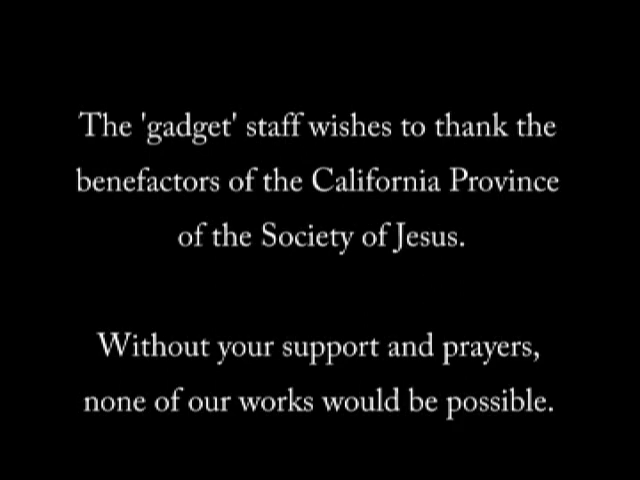 The 'gadget' staff wishes to thank the
benefactors of the California Province
of the Society of Jesus.
Without your support and prayers,
none of our works would be possible.